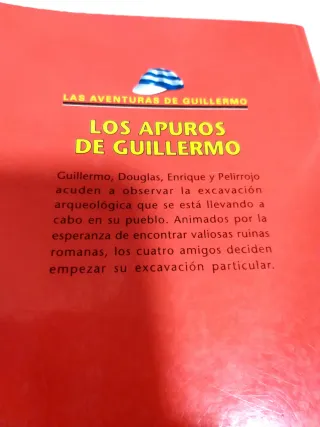 LAS AVENTURAS DE GUILLERMO
LOS APUROS
DE GUILLERMO
Guillermo, Douglas, Enrique y Pelirrojo
acuden a observar la excavación
arqueológica que se está llevando a
cabo en su pueblo. Animados por la
esperanza de encontrar valiosas ruinas
romanas, los cuatro amigos deciden
empezar su excavación particular.